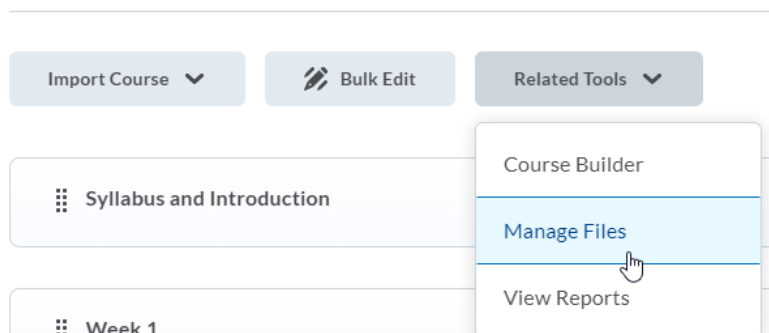 Import Course
Bulk Edit
Related Tools
Course Builder
Syllabus and Introduction
Manage Files
View Reports
Week 1